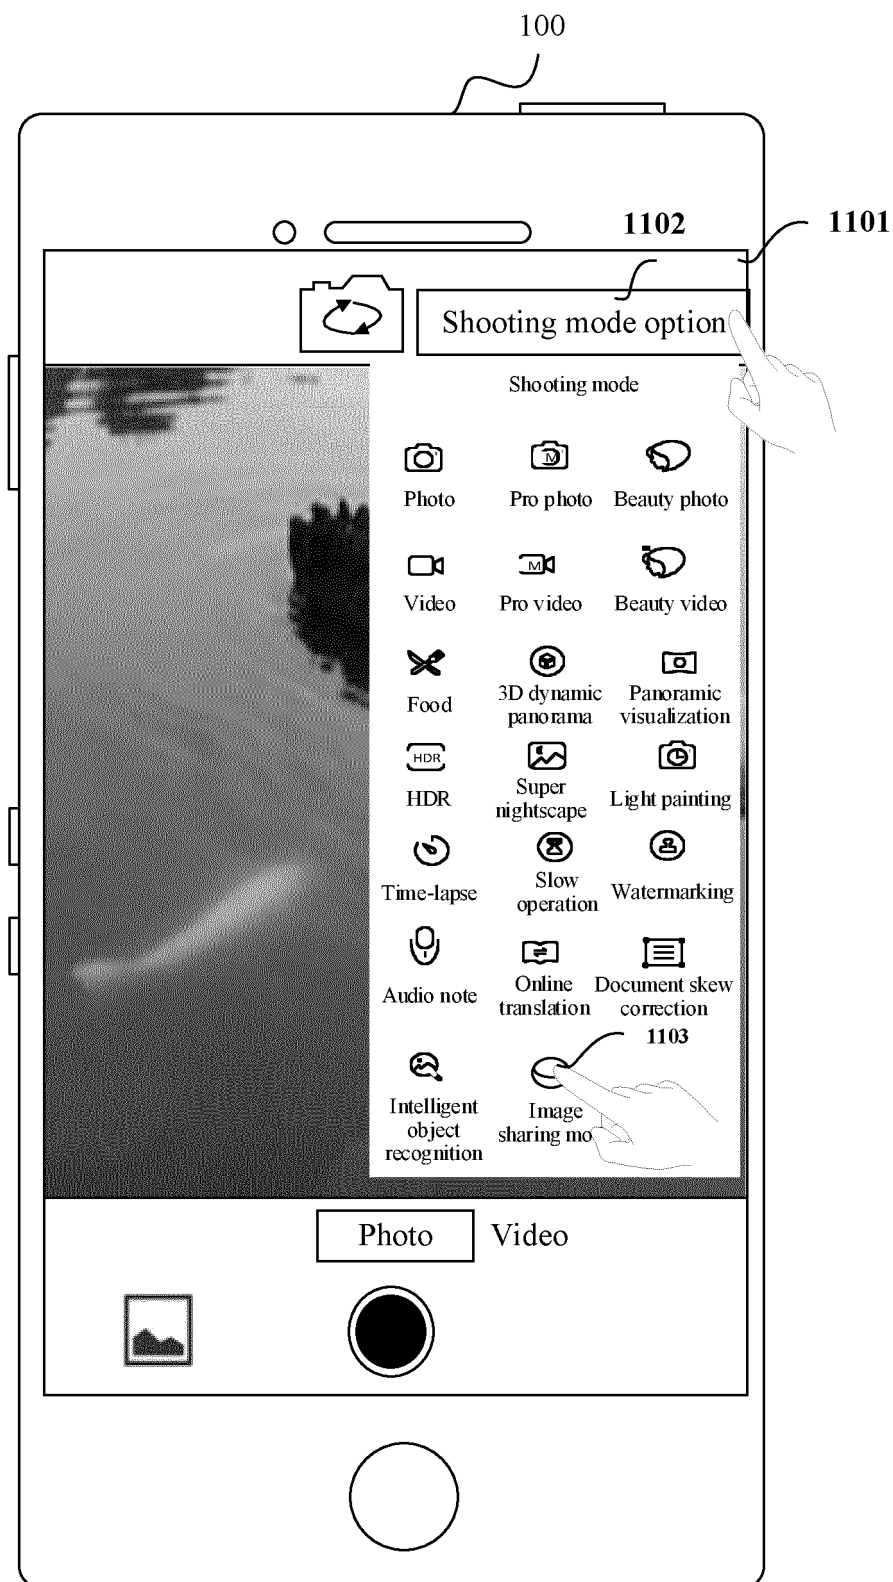 100
1102
1101
Shooting mode option
Shooting mode
Photo
Pro photo
Beauty photo
M
Video
Pro video
Beauty video
M
Food
3D dynamic
panorama
Panoramic
visualization
HDR
HDR
Super
nightscape
Light painting
Time-lapse
Slow
operation
Watermarking
Audio note
Online
translation
Document skew
correction
1103
Intelligent
object
recognition
Image
sharing mo
Photo
Video